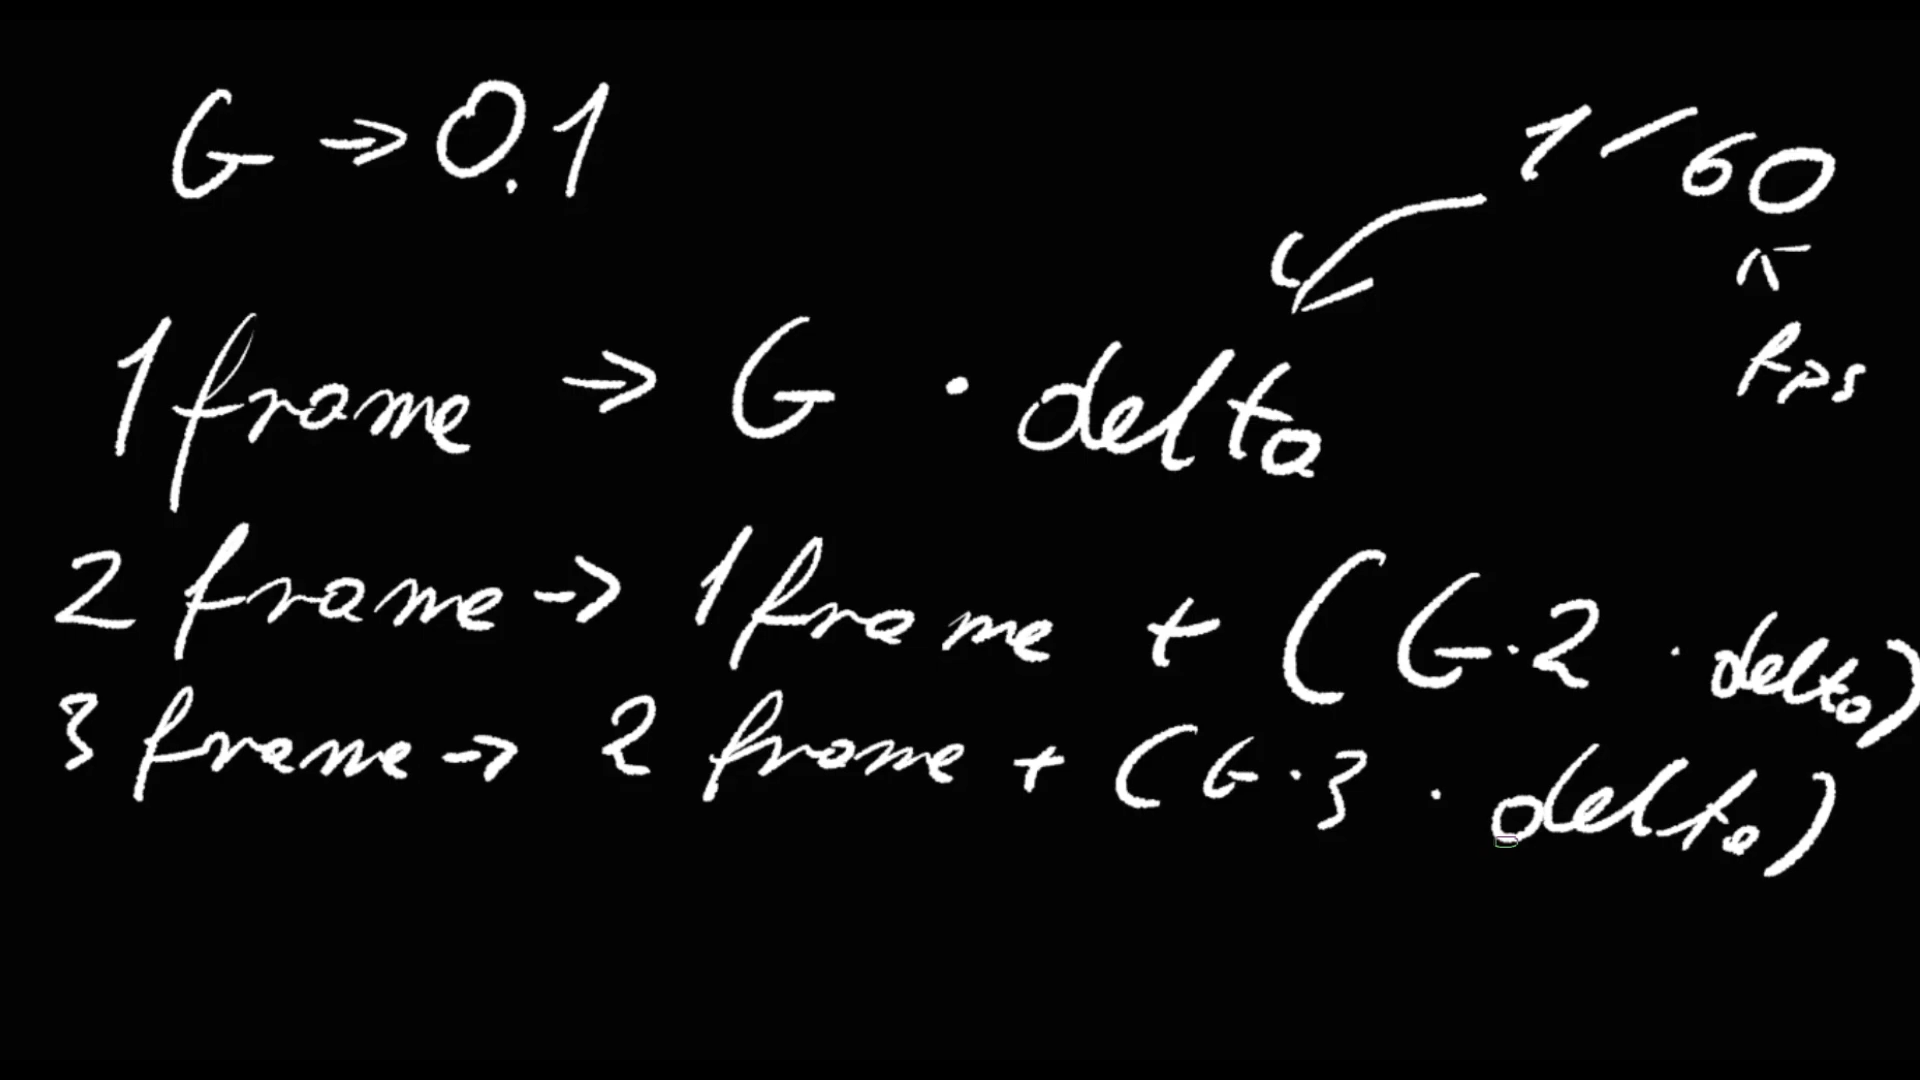 G → 0.1
1/60
fps
1 frame → G · delta
2 frame → 1 frame + (G · 2 · delta)
3 frame → 2 frame + (G · 3 · delta)